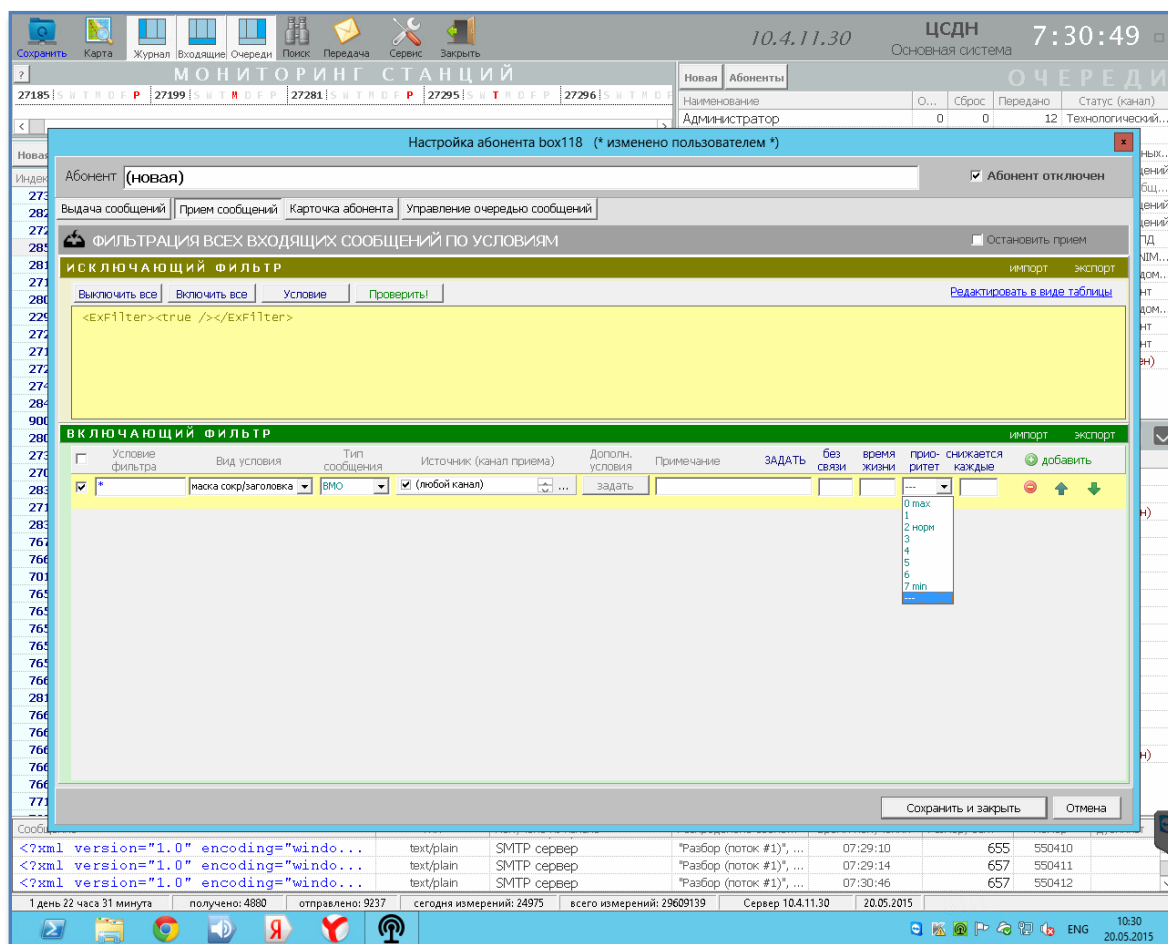 Сохранить Карта Журнал Входящие Очереди Поиск Передача Сервис Закрыть
10.4.11.30
ЦСДН
Основная система
7:30:49
? МОНИТОРИНГ СТАНЦИЙ
Новая Абоненты
ОЧЕРЕДИ
27185 S W T M D F P 27199 S W T M D F P 27281 S W T M D F P 27295 S W T M D F P 27296 S W T M D F
Наименование О... Сброс Передано Статус (канал)
Администратор 0 0 12 Технологический...
Настройка абонента box118 (* изменено пользователем *)
Абонент (новая) Абонент отключен
Выдача сообщений Прием сообщений Карточка абонента Управление очередью сообщений
ФИЛЬТРАЦИЯ ВСЕХ ВХОДЯЩИХ СООБЩЕНИЙ ПО УСЛОВИЯМ Остановить прием
ИСКЛЮЧАЮЩИЙ ФИЛЬТР импорт экспорт
Выключить все Включить все Условие Проверить! Редактировать в виде таблицы
<ExFilter><true /></ExFilter>
ВКЛЮЧАЮЩИЙ ФИЛЬТР импорт экспорт
Условие фильтра Вид условия Тип сообщения Источник (канал приема) Дополн. условия Примечание ЗАДАТЬ без связи время жизни прио-ритет снижается каждые добавить
* маска сокр/заголовка ВМО (любой канал) ... задать ---
0 max
1
2 норм
3
4
5
6
7 min
---
Сохранить и закрыть Отмена
<?xml version="1.0" encoding="windo... text/plain SMTP сервер "Разбор (поток #1)", ... 07:29:10 655 550410
<?xml version="1.0" encoding="windo... text/plain SMTP сервер "Разбор (поток #1)", ... 07:29:14 657 550411
<?xml version="1.0" encoding="windo... text/plain SMTP сервер "Разбор (поток #1)", ... 07:30:46 657 550412
1 день 22 часа 31 минута получено: 4880 отправлено: 9237 сегодня измерений: 24975 всего измерений: 29609139 Сервер 10.4.11.30 20.05.2015
ENG 10:30
20.05.2015